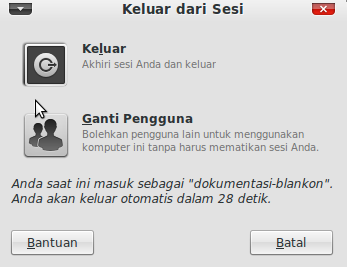 Keluar dari Sesi
Keluar
Akhiri sesi Anda dan keluar
Ganti Pengguna
Bolehkan pengguna lain untuk menggunakan
komputer ini tanpa harus mematikan sesi Anda.
Anda saat ini masuk sebagai "dokumentasi-blankon".
Anda akan keluar otomatis dalam 28 detik.
Bantuan
Batal